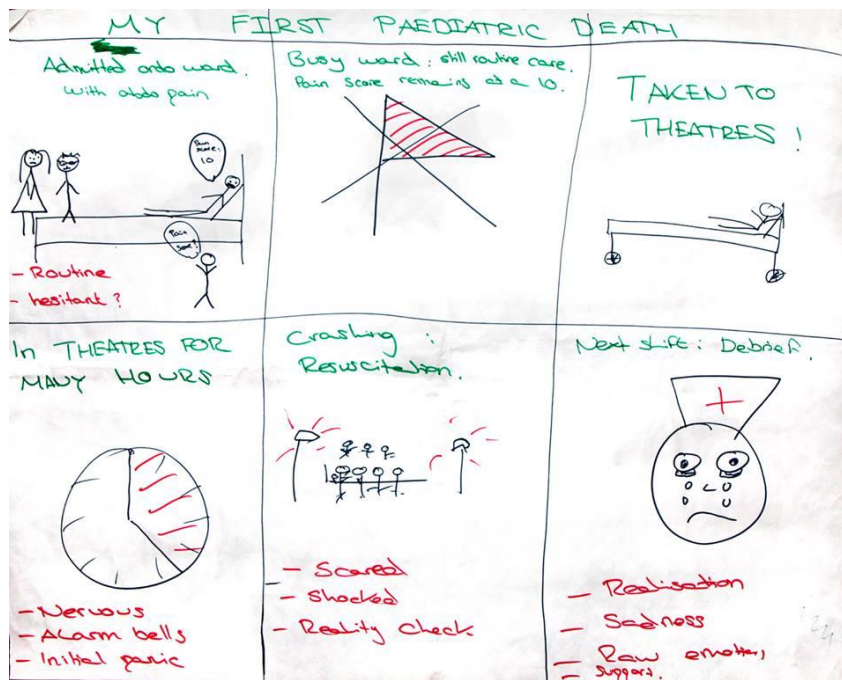 MY FIRST PAEDIATRIC DEATH
Admitted onto ward.
with abdo pain
Pain
score:
10
Pain
score?
- Routine
- hesitant?
Busy ward: still routine care.
Pain Score remaining at a 10.
TAKEN TO
THEATRES!
In THEATRES FOR
MANY HOURS
- Nervous
- Alarm bells
- Initial panic
Crashing:
Resuscitation.
- Scared
- Shocked
- Reality Check
Next shift: Debrief.
- Realisation
- Sadness
- Raw emotion,
- support.